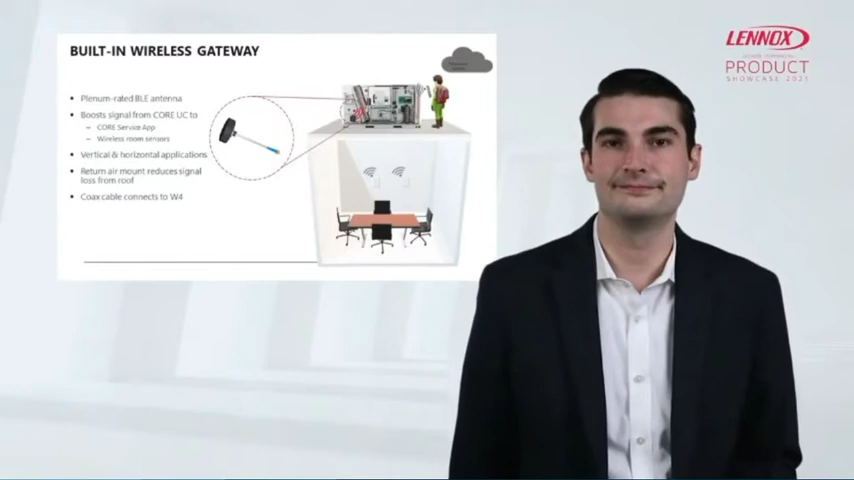 BUILT-IN WIRELESS GATEWAY
LENNOX
PRODUCT
SHOWCASE 2021
• Plenum-rated BLE antenna
• Boosts signal from CORE UC to
– CORE Service App
– Wireless room sensors
• Vertical & horizontal applications
• Return air mount reduces signal
loss from roof
• Coax cable connects to W4